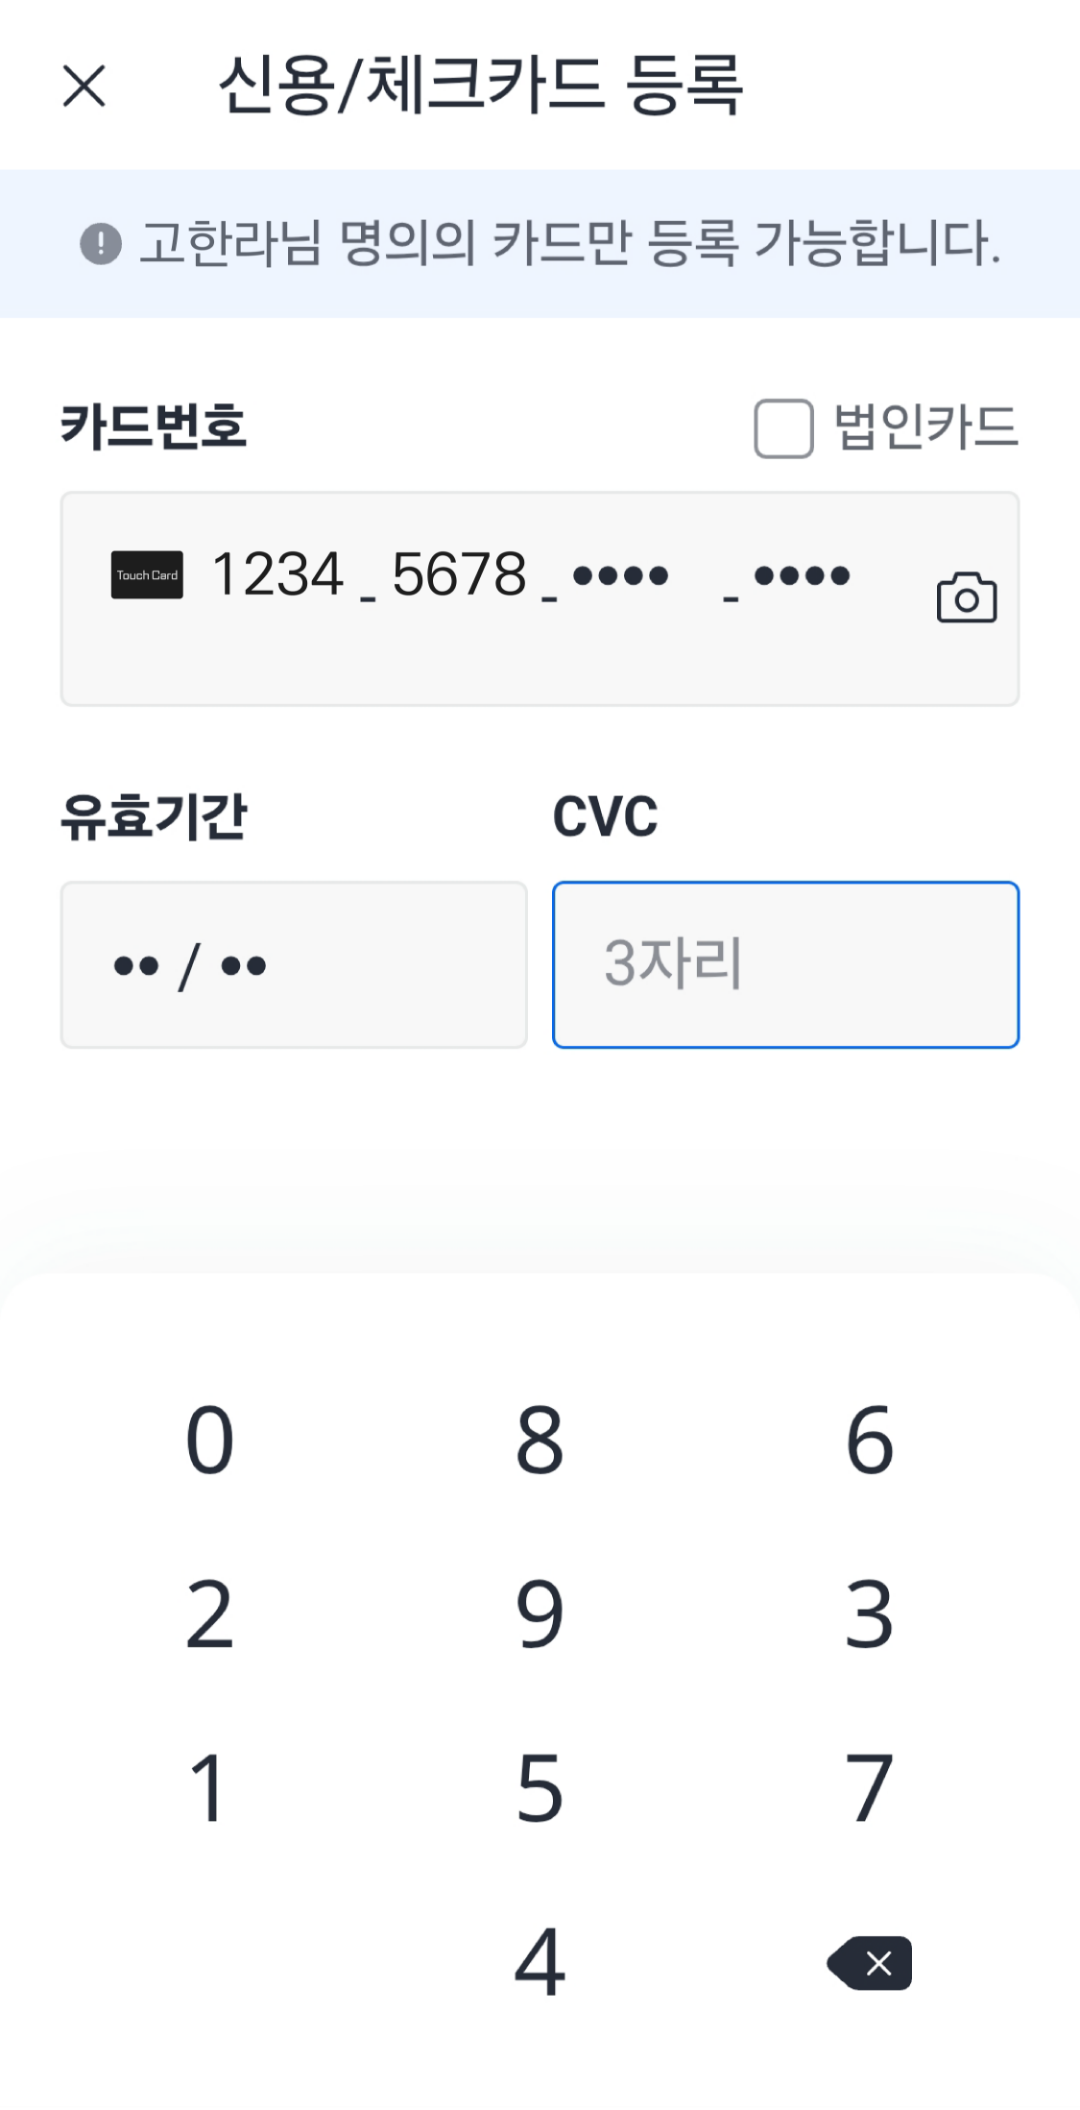 신용/체크카드 등록
고한라님 명의의 카드만 등록 가능합니다.
카드번호 법인카드
Touch Card 1234 - 5678 - •••• - ••••
유효기간 CVC
•• / •• 3자리
0 8 6
2 9 3
1 5 7
4